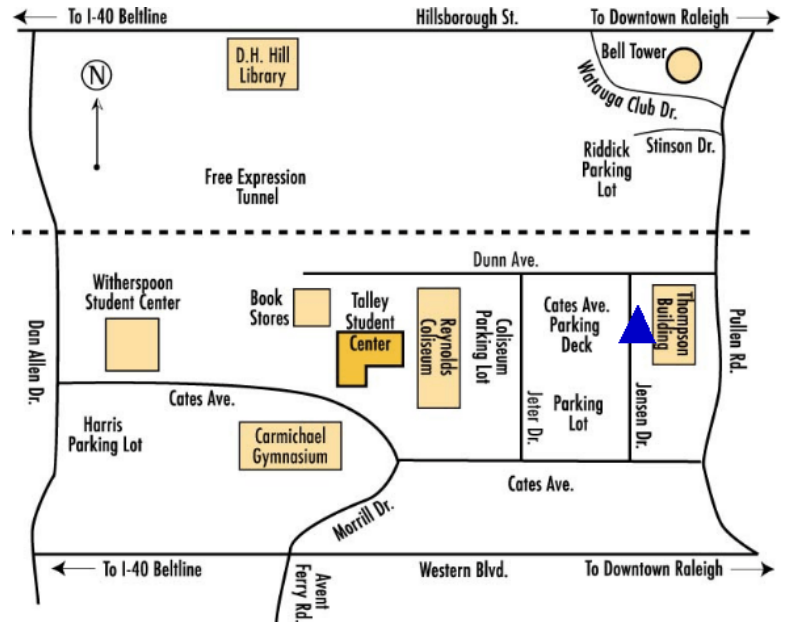 To I-40 Beltline
Hillsborough St.
To Downtown Raleigh
D.H. Hill
Library
Bell Tower
N
Watauga Club Dr.
Stinson Dr.
Riddick
Parking
Lot
Free Expression
Tunnel
Dunn Ave.
Witherspoon
Student Center
Book
Stores
Talley
Student
Center
Reynolds
Coliseum
Coliseum
Parking Lot
Cates Ave.
Parking
Deck
Thompson
Building
Pullen Rd.
Dan Allen Dr.
Cates Ave.
Harris
Parking Lot
Carmichael
Gymnasium
Jeter Dr.
Parking
Lot
Jensen Dr.
Cates Ave.
Morrill Dr.
To I-40 Beltline
Avent
Ferry Rd.
Western Blvd.
To Downtown Raleigh